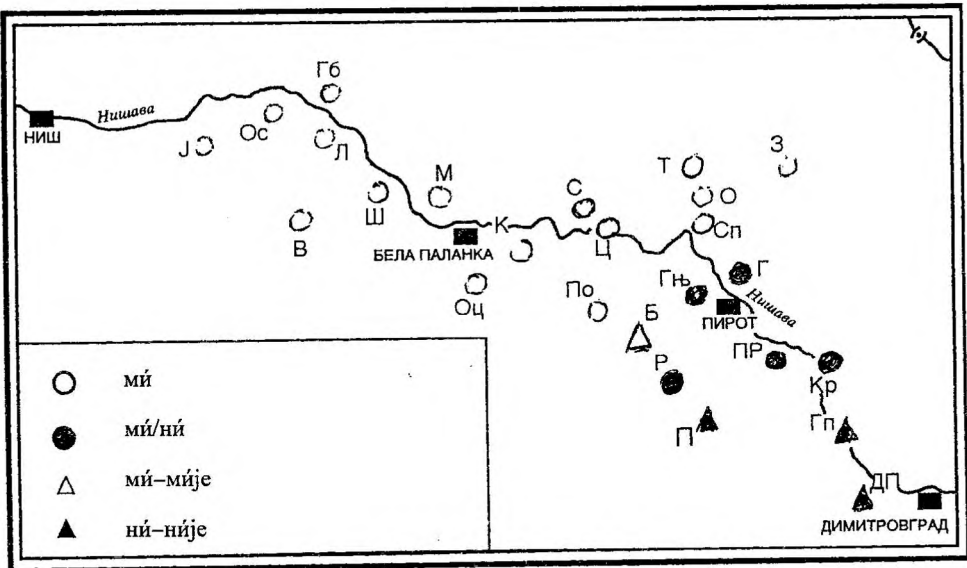 Гб
Нишава
НИШ
Ос
Ј
Л
З
Т
М
С
О
Ш
В
К
Сп
Ц
БЕЛА ПАЛАНКА
Г
Гњ
Оц
По
Нишава
Б
ПИРОТ
ПР
Р
Кр
Гп
П
ДП
ДИМИТРОВГРАД
ми́
ми́/ни́
ми́–ми́је
ни́–ни́је